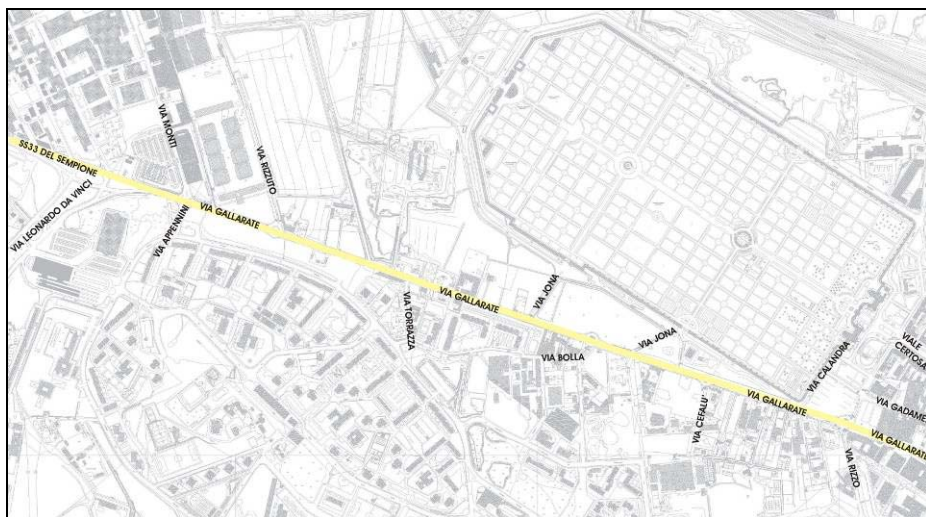 VIA MONTI
SS33 DEL SEMPIONE
VIA RIZZUTO
VIA LEONARDO DA VINCI
VIA APPENNINI
VIA GALLARATE
VIA TORRAZZA
VIA GALLARATE
VIA JONA
VIA BOLLA
VIA JONA
VIA CEFALU'
VIA GALLARATE
VIA CALANDRA
VIALE
CERTOSA
VIA GADAME
VIA GALLARATE
VIA RIZZO